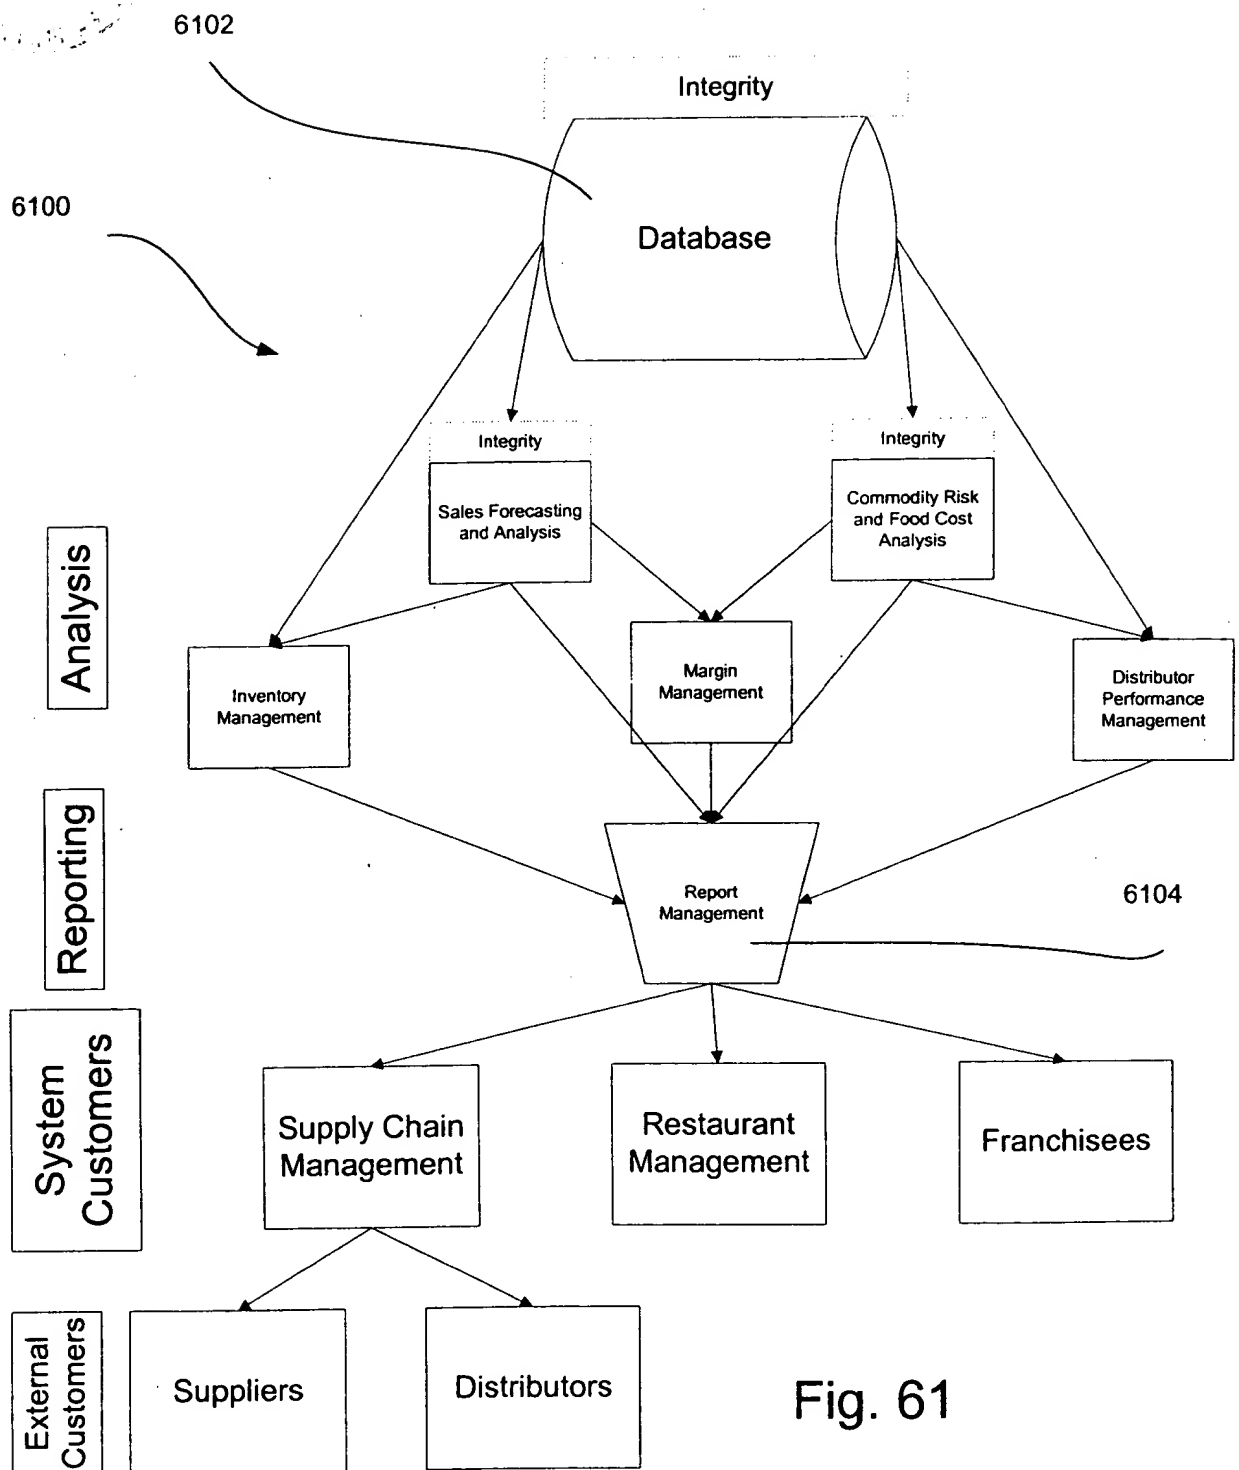 6102
Integrity
6100
Database
Integrity
Integrity
Sales Forecasting
and Analysis
Commodity Risk
and Food Cost
Analysis
Analysis
Margin
Management
Inventory
Management
Distributor
Performance
Management
Reporting
Report
Management
6104
System
Customers
Supply Chain
Management
Restaurant
Management
Franchisees
External
Customers
Suppliers
Distributors
Fig. 61